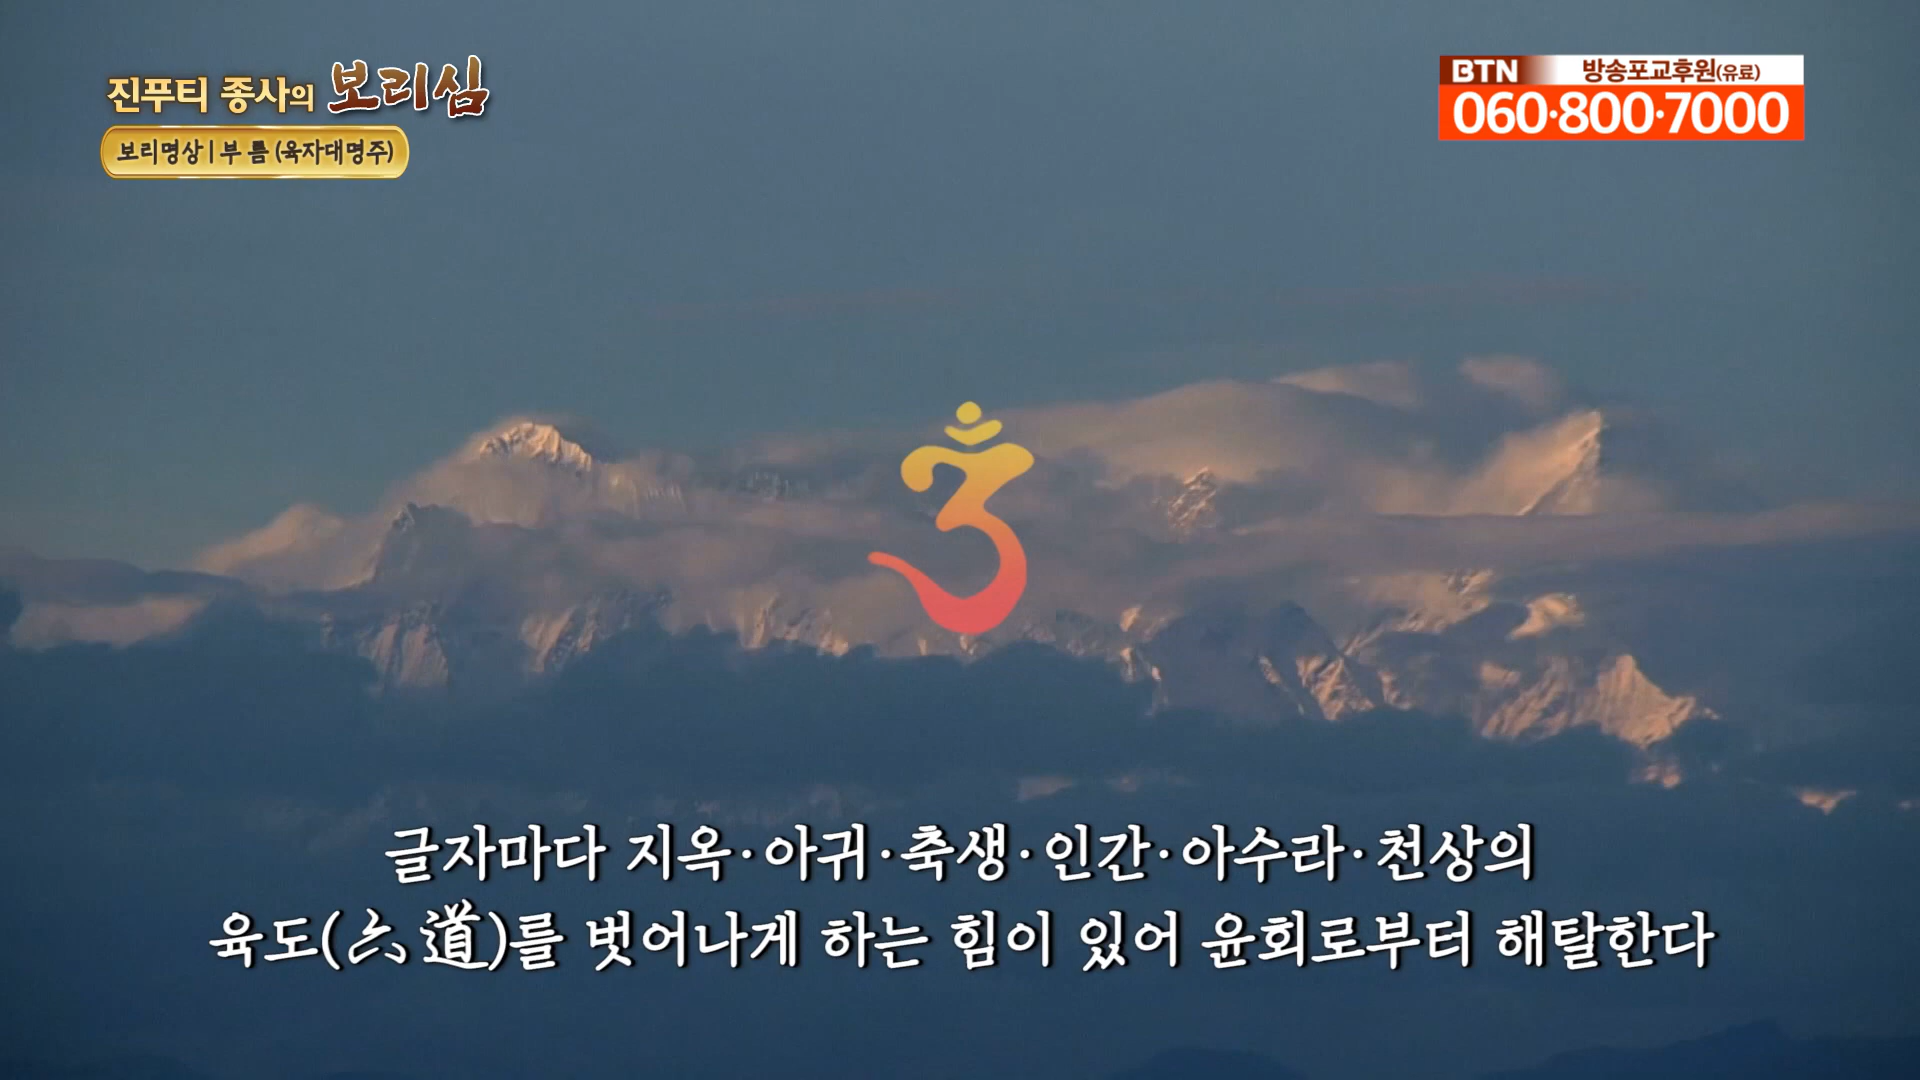 진푸티 종사의 보리심
보리명상 | 부 름 (육자대명주)
BTN 방송포교후원(유료)
060·800·7000
글자마다 지옥·아귀·축생·인간·아수라·천상의
육도(六道)를 벗어나게 하는 힘이 있어 윤회로부터 해탈한다